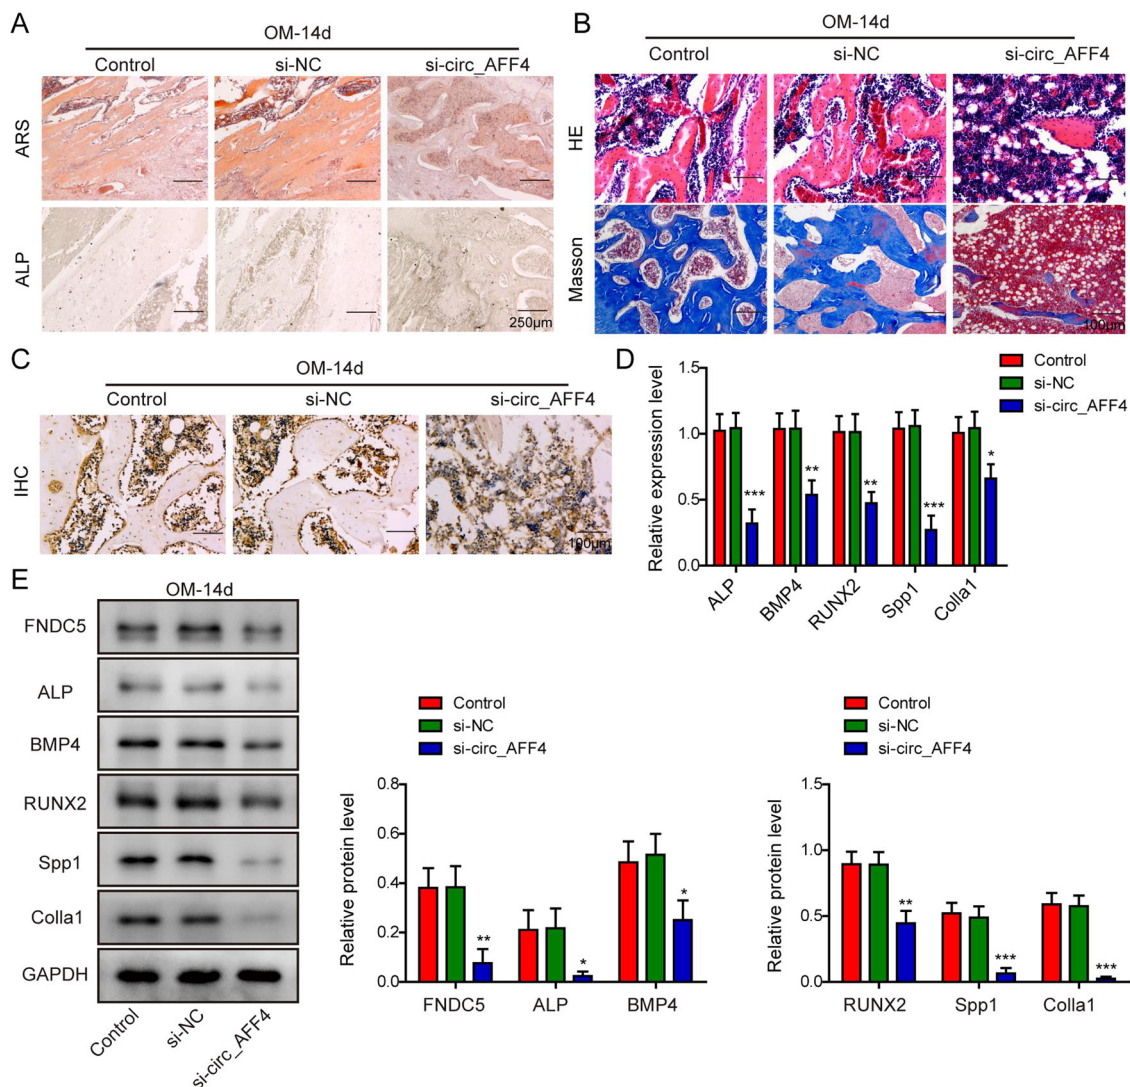 A
OM-14d
Control si-NC si-circ_AFF4
ARS
ALP
250μm
B
OM-14d
Control si-NC si-circ_AFF4
HE
Masson
100μm
C
OM-14d
Control si-NC si-circ_AFF4
IHC
100μm
D
Control
si-NC
si-circ_AFF4
Relative expression level
1.5
1.0
0.5
0.0
*** ** ** *** *
ALP BMP4 RUNX2 Spp1 Colla1
E
OM-14d
FNDC5
ALP
BMP4
RUNX2
Spp1
Colla1
GAPDH
Control si-NC si-circ_AFF4
Control
si-NC
si-circ_AFF4
Relative protein level
0.8
0.6
0.4
0.2
0.0
** * *
FNDC5 ALP BMP4
Control
si-NC
si-circ_AFF4
Relative protein level
1.5
1.0
0.5
0.0
** *** ***
RUNX2 Spp1 Colla1